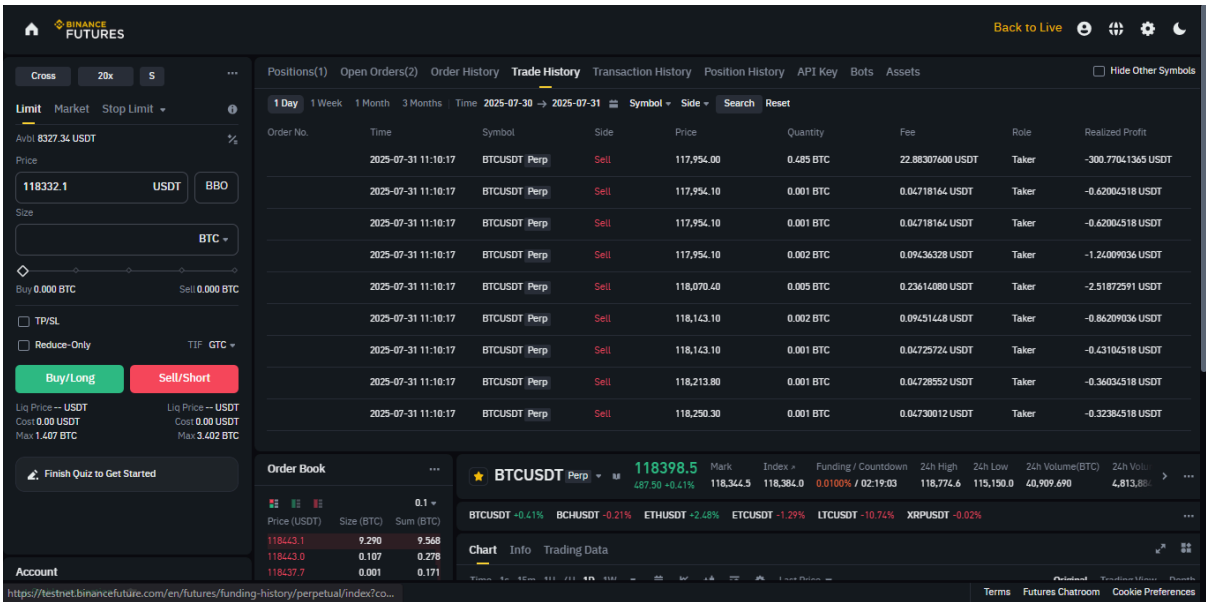 BINANCE
FUTURES
Back to Live
Cross 20x S
Limit Market Stop Limit
Avbl 8327.34 USDT
Price
118332.1 USDT BBO
Size
BTC
Buy 0.000 BTC Sell 0.000 BTC
TP/SL
Reduce-Only TIF GTC
Buy/Long Sell/Short
Liq Price -- USDT Liq Price -- USDT
Cost 0.00 USDT Cost 0.00 USDT
Max 1.407 BTC Max 3.402 BTC
Finish Quiz to Get Started
Account
Positions(1) Open Orders(2) Order History Trade History Transaction History Position History API Key Bots Assets Hide Other Symbols
1 Day 1 Week 1 Month 3 Months Time 2025-07-30 → 2025-07-31 Symbol Side Search Reset
Order No. Time Symbol Side Price Quantity Fee Role Realized Profit
2025-07-31 11:10:17 BTCUSDT Perp Sell 117,954.00 0.485 BTC 22.88307600 USDT Taker -300.77041365 USDT
2025-07-31 11:10:17 BTCUSDT Perp Sell 117,954.10 0.001 BTC 0.04718164 USDT Taker -0.62004518 USDT
2025-07-31 11:10:17 BTCUSDT Perp Sell 117,954.10 0.001 BTC 0.04718164 USDT Taker -0.62004518 USDT
2025-07-31 11:10:17 BTCUSDT Perp Sell 117,954.10 0.002 BTC 0.09436328 USDT Taker -1.24009036 USDT
2025-07-31 11:10:17 BTCUSDT Perp Sell 118,070.40 0.005 BTC 0.23614080 USDT Taker -2.51872591 USDT
2025-07-31 11:10:17 BTCUSDT Perp Sell 118,143.10 0.002 BTC 0.09451448 USDT Taker -0.86209036 USDT
2025-07-31 11:10:17 BTCUSDT Perp Sell 118,143.10 0.001 BTC 0.04725724 USDT Taker -0.43104518 USDT
2025-07-31 11:10:17 BTCUSDT Perp Sell 118,213.80 0.001 BTC 0.04728552 USDT Taker -0.36034518 USDT
2025-07-31 11:10:17 BTCUSDT Perp Sell 118,250.30 0.001 BTC 0.04730012 USDT Taker -0.32384518 USDT
Order Book
0.1
Price (USDT) Size (BTC) Sum (BTC)
118443.1 9.290 9.568
118443.0 0.107 0.278
118437.7 0.001 0.171
BTCUSDT Perp 118398.5 Mark Index Funding / Countdown 24h High 24h Low 24h Volume(BTC) 24h
487.50 +0.41% 118,344.5 118,384.0 0.0100% / 02:19:03 118,774.6 115,150.0 40,909.690
BTCUSDT +0.41% BCHUSDT -0.21% ETHUSDT +2.48% ETCUSDT -1.29% LTCUSDT -10.74% XRPUSDT -0.02%
Chart Info Trading Data
https://testnet.binancefuture.com/en/futures/funding-history/perpetual/index?co...
Terms Futures Chatroom Cookie Preferences